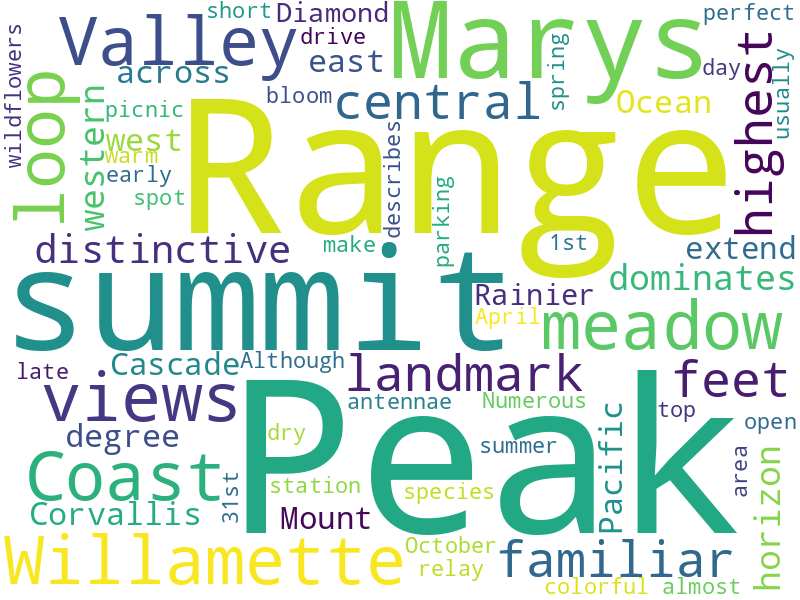 short
Diamond
Marys
perfect
Valley
drive
wildflowers
across
east
spring
highest
day
usually
loop
western
picnic
bloom
central
Ocean
west
Range
warm
early
describes
spot
parking
distinctive
make
1st
extend
summit
dominates
Rainier
April
meadow
late
Cascade
Although
landmark
feet
views
antennae
Numerous
top
open
degree
dry
Peak
summer
Pacific
area
horizon
Coast
31st
station
species
Corvallis
Mount
Willamette
October
relay
familiar
colorful
almost